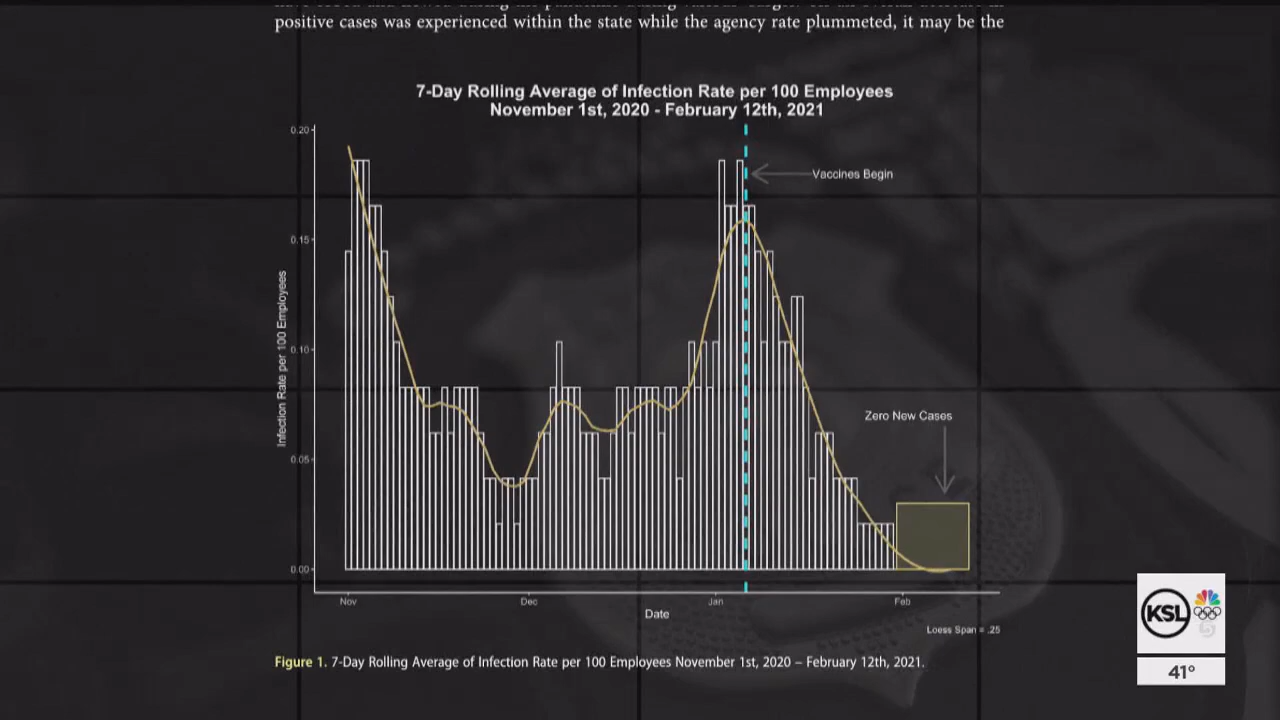 positive cases was experienced within the state while the agency rate plummeted, it may be the
7-Day Rolling Average of Infection Rate per 100 Employees
November 1st, 2020 - February 12th, 2021
0.20
Vaccines Begin
0.15
Infection Rate per 100 Employees
0.10
Zero New Cases
0.05
0.00
Nov
Dec
Jan
Feb
Date
Loess Span = .25
KSL
5
41°
Figure 1. 7-Day Rolling Average of Infection Rate per 100 Employees November 1st, 2020 – February 12th, 2021.